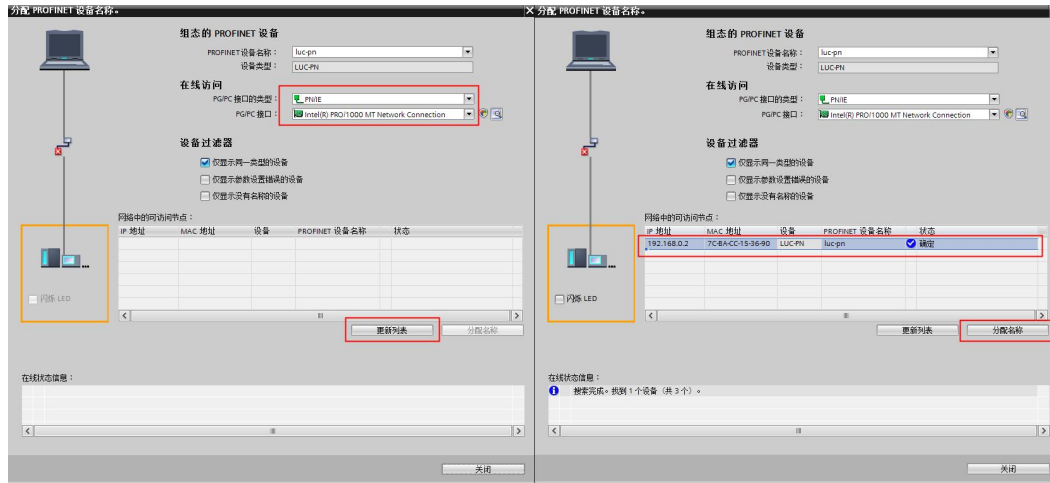 分配 PROFINET 设备名称。
组态的 PROFINET 设备
PROFINET设备名称： luc-pn
设备类型： LUC-PN
在线访问
PG/PC 接口的类型： PN/IE
PG/PC 接口： Intel(R) PRO/1000 MT Network Connection
设备过滤器
仅显示同一类型的设备
仅显示参数设置错误的设备
仅显示没有名称的设备
网络中的可访问节点：
IP 地址 MAC 地址 设备 PROFINET 设备名称 状态
闪烁 LED
更新列表 分配名称
在线状态信息：
关闭
分配 PROFINET 设备名称。
组态的 PROFINET 设备
PROFINET设备名称： luc-pn
设备类型： LUC-PN
在线访问
PG/PC 接口的类型： PN/IE
PG/PC 接口： Intel(R) PRO/1000 MT Network Connection
设备过滤器
仅显示同一类型的设备
仅显示参数设置错误的设备
仅显示没有名称的设备
网络中的可访问节点：
IP 地址 MAC 地址 设备 PROFINET 设备名称 状态
192.168.0.2 7C-BA-CC-15-36-90 LUC-PN luc-pn 确定
闪烁 LED
更新列表 分配名称
在线状态信息：
搜索完成。找到 1 个设备（共 3 个）。
关闭